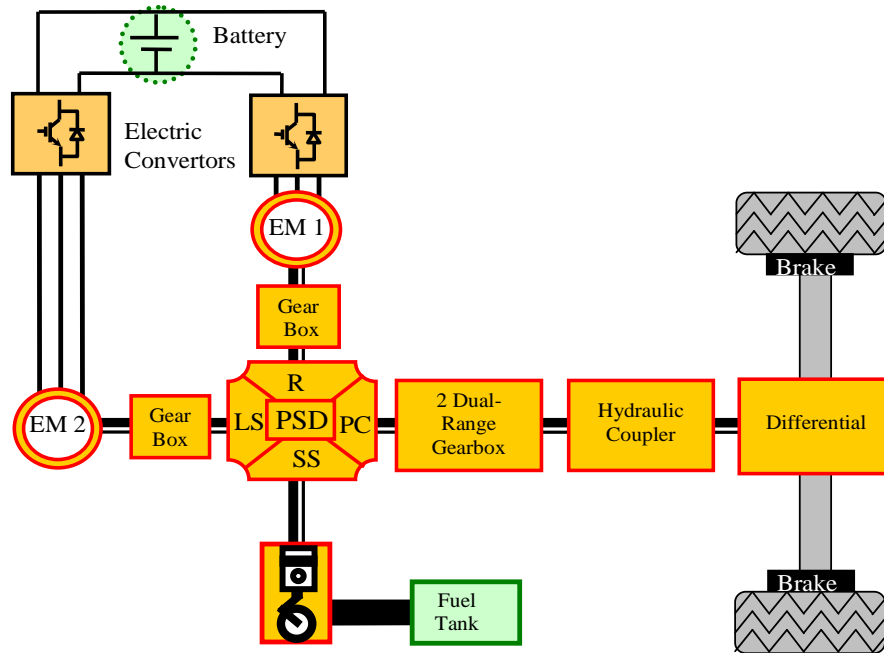 Battery
Electric
Convertors
EM 1
Brake
Gear
Box
R
EM 2
Gear
Box
LS
PSD
PC
SS
2 Dual-
Range
Gearbox
Hydraulic
Coupler
Differential
Brake
Fuel
Tank